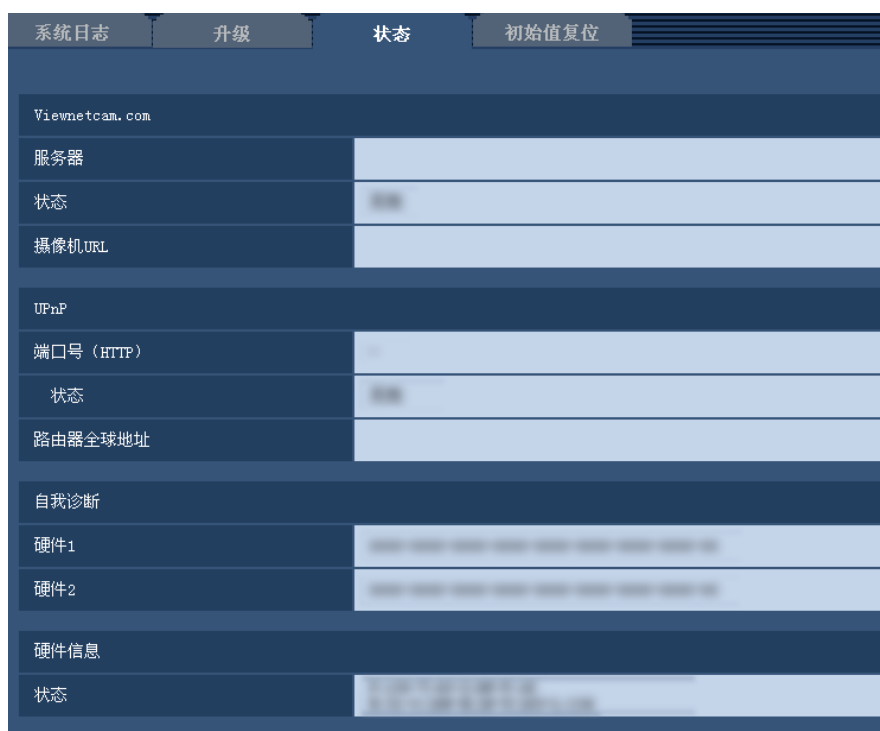 系统日志 升级 状态 初始值复位
Viewnetcam.com
服务器
状态
摄像机URL
UPnP
端口号（HTTP）
状态
路由器全球地址
自我诊断
硬件1
硬件2
硬件信息
状态